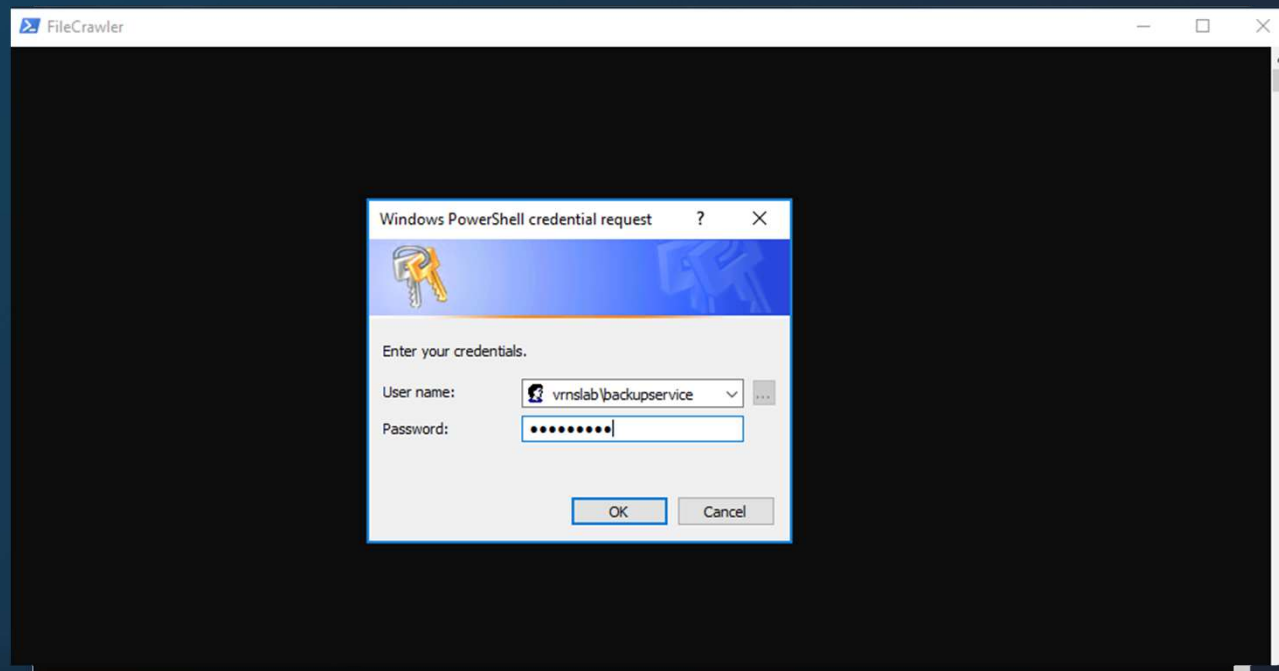 FileCrawler
Windows PowerShell credential request ?
Enter your credentials.
User name: vrnslab\backupservice ...
Password: •••••••••
OK Cancel